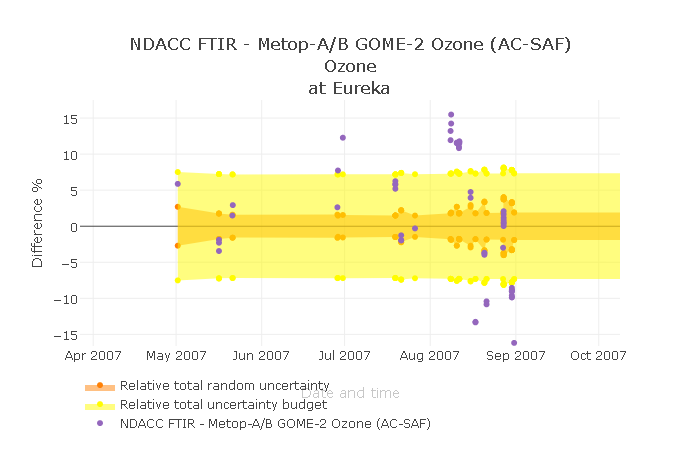 NDACC FTIR - Metop-A/B GOME-2 Ozone (AC-SAF)
Ozone
at Eureka
Difference %
15
10
5
0
−5
−10
−15
Apr 2007 May 2007 Jun 2007 Jul 2007 Aug 2007 Sep 2007 Oct 2007
Date and time
Relative total random uncertainty
Relative total uncertainty budget
NDACC FTIR - Metop-A/B GOME-2 Ozone (AC-SAF)